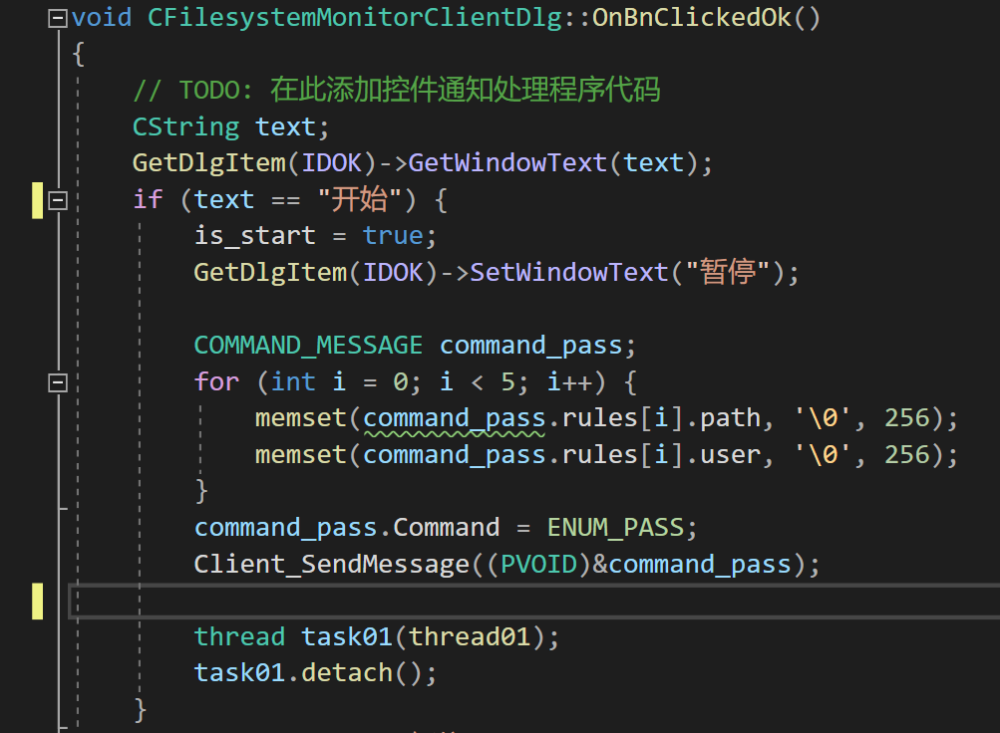 void CFilesystemMonitorClientDlg::OnBnClickedOk()
{
// TODO: 在此添加控件通知处理程序代码
CString text;
GetDlgItem(IDOK)->GetWindowText(text);
if (text == "开始") {
is_start = true;
GetDlgItem(IDOK)->SetWindowText("暂停");
COMMAND_MESSAGE command_pass;
for (int i = 0; i < 5; i++) {
memset(command_pass.rules[i].path, '\0', 256);
memset(command_pass.rules[i].user, '\0', 256);
}
command_pass.Command = ENUM_PASS;
Client_SendMessage((PVOID)&command_pass);
thread task01(thread01);
task01.detach();
}